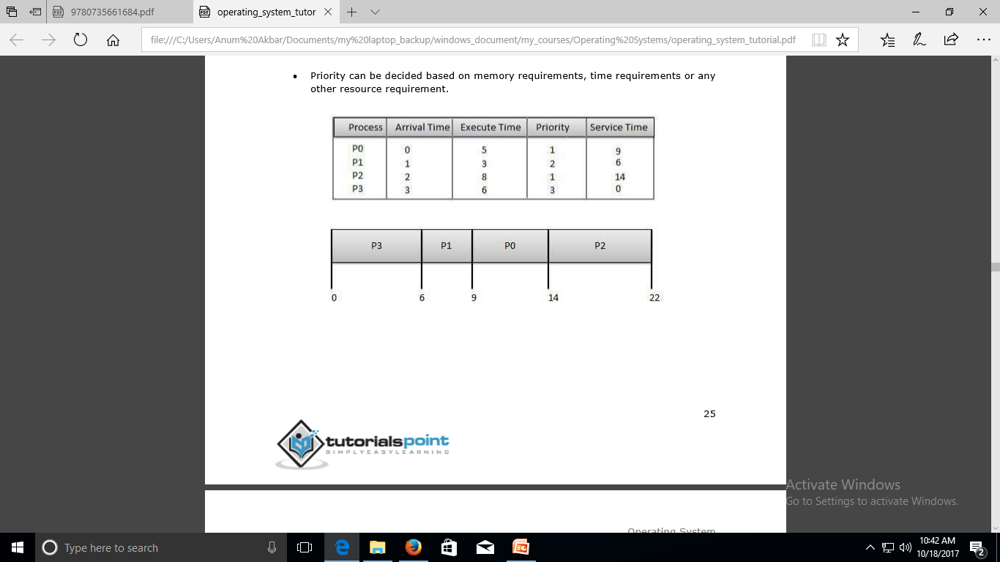 9780735661684.pdf
operating_system_tutor
file:///C:/Users/Anum%20Akbar/Documents/my%20laptop_backup/windows_document/my_courses/Operating%20Systems/operating_system_tutorial.pdf
• Priority can be decided based on memory requirements, time requirements or any
other resource requirement.
Process Arrival Time Execute Time Priority Service Time
P0 0 5 1 9
P1 1 3 2 6
P2 2 8 1 14
P3 3 6 3 0
P3 P1 P0 P2
0 6 9 14 22
25
tutorialspoint
SIMPLYEASYLEARNING
Activate Windows
Go to Settings to activate Windows.
Operating System
Type here to search
10:42 AM
10/18/2017
2